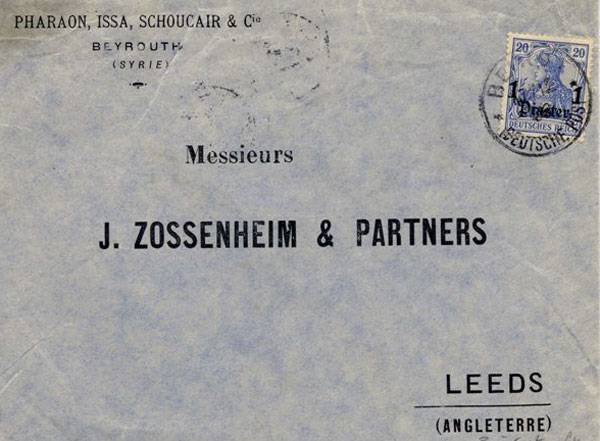 PHARAON, ISSA, SCHOUCAIR & Cie
BEYROUTH
(SYRIE)
20 20
1 1
Piaster
DEUTSCHES REICH
BE
DEUTSCHE POST
Messieurs
J. ZOSSENHEIM & PARTNERS
LEEDS
(ANGLETERRE)